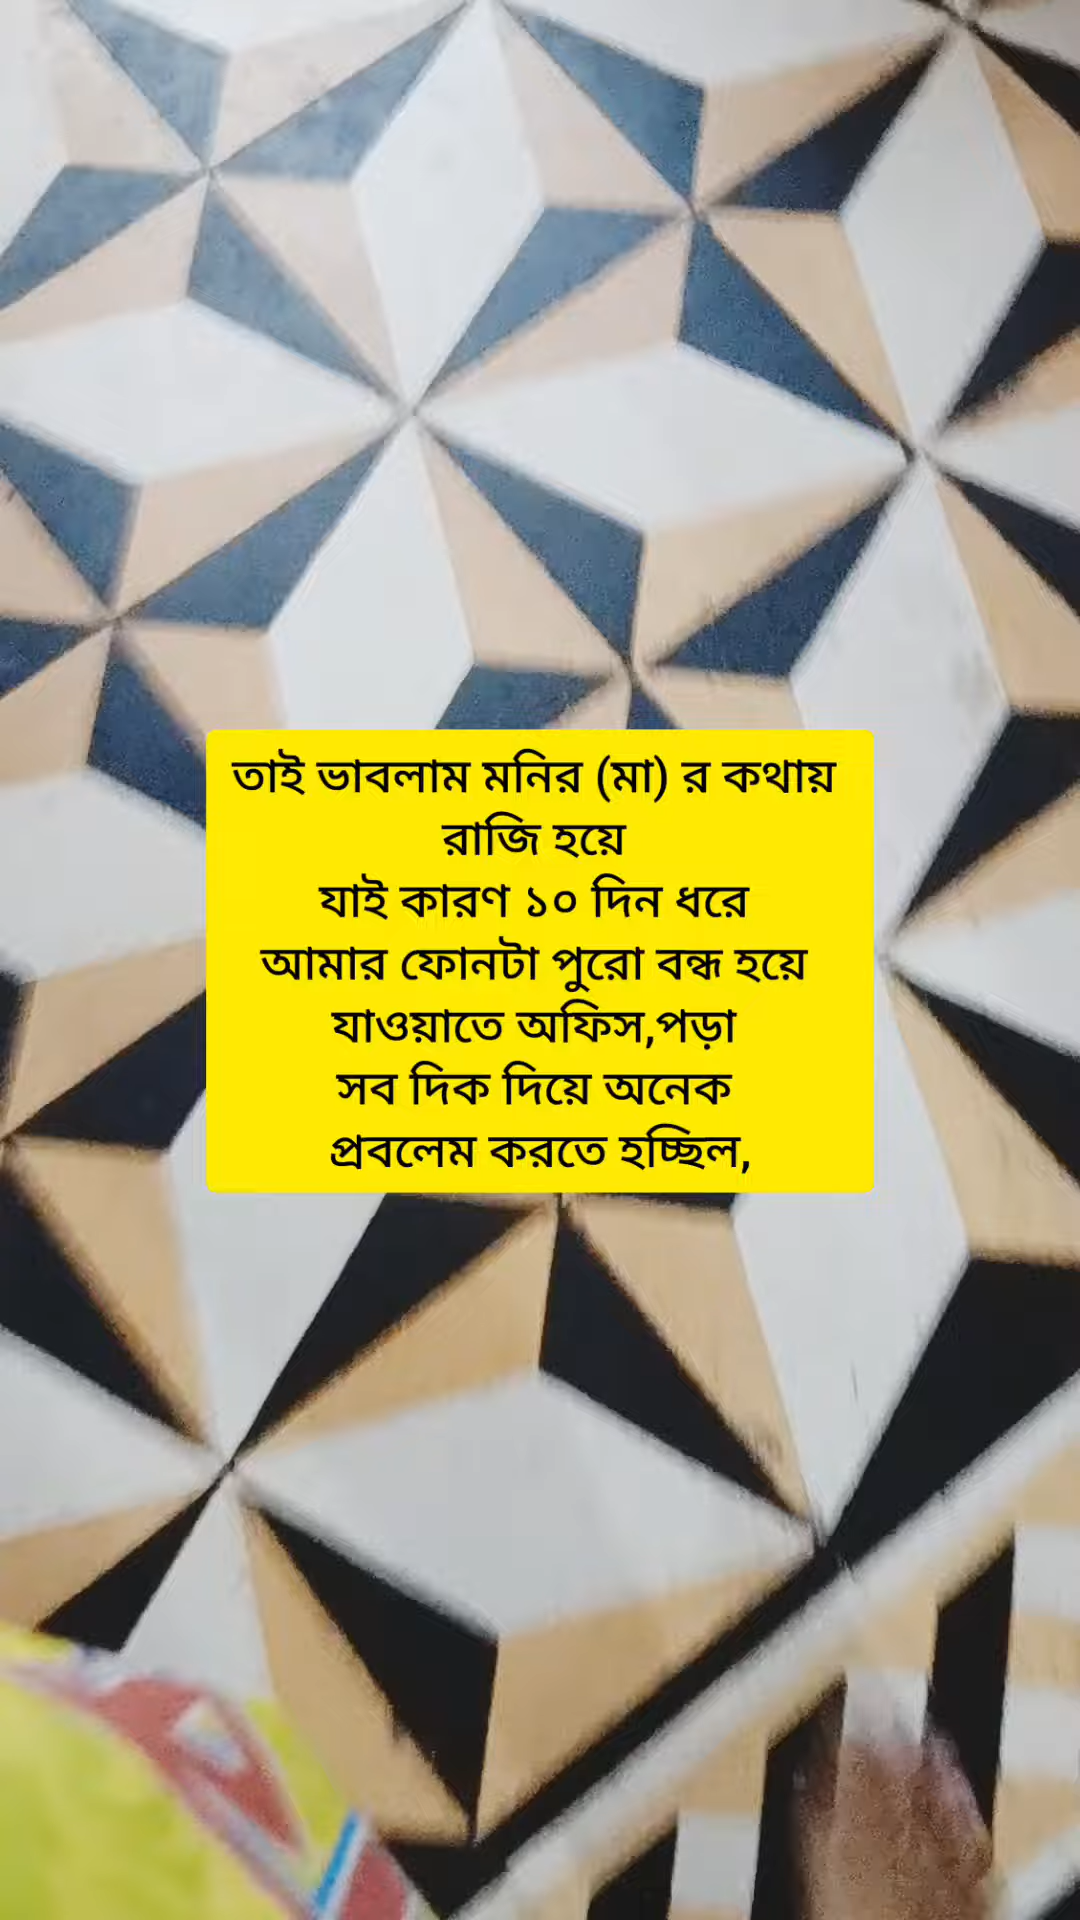 তাই ভাবলাম মনির (মা) র কথায়
রাজি হয়ে
যাই কারণ ১০ দিন ধরে
আমার ফোনটা পুরো বন্ধ হয়ে
যাওয়াতে অফিস,পড়া
সব দিক দিয়ে অনেক
প্রবলেম করতে হচ্ছিল,